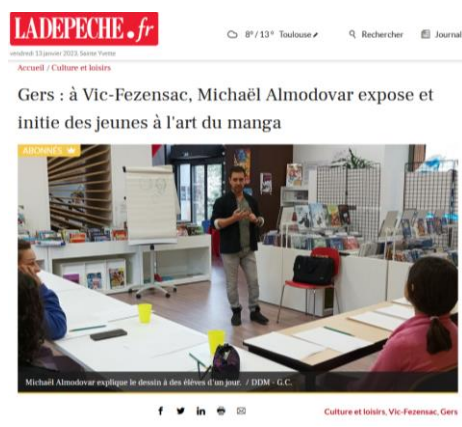 LADEPECHE.fr
8°/13° Toulouse
Rechercher
Journal
vendredi 13 janvier 2023, Sainte Yvette
Accueil / Culture et loisirs
Gers : à Vic-Fezensac, Michaël Almodovar expose et
initie des jeunes à l'art du manga
ABONNÉS
Michaël Almodovar explique le dessin à des élèves d'un jour. / DDM - G.C.
Culture et loisirs, Vic-Fezensac, Gers